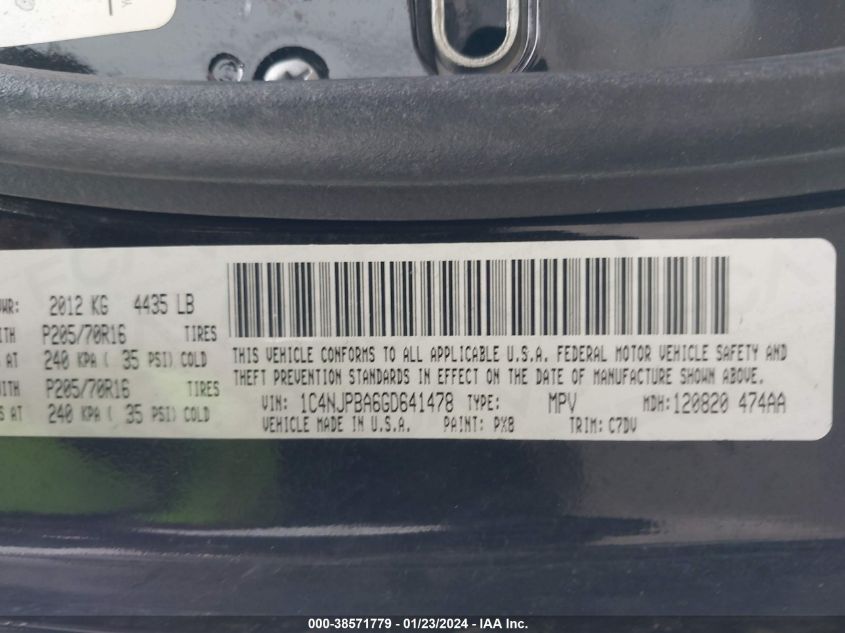 2012 KG 4435 LB
P205/70R16 TIRES
AT 240 KPA ( 35 PSI) COLD
P205/70R16 TIRES
AT 240 KPA ( 35 PSI) COLD
THIS VEHICLE CONFORMS TO ALL APPLICABLE U.S.A. FEDERAL MOTOR VEHICLE SAFETY AND
THEFT PREVENTION STANDARDS IN EFFECT ON THE DATE OF MANUFACTURE SHOWN ABOVE.
VIN: 1C4NJPBA6GD641478 TYPE: MPV MDH:120820 474AA
VEHICLE MADE IN U.S.A. PAINT: PX8 TRIM: C7DV
000-38571779 - 01/23/2024 - IAA Inc.